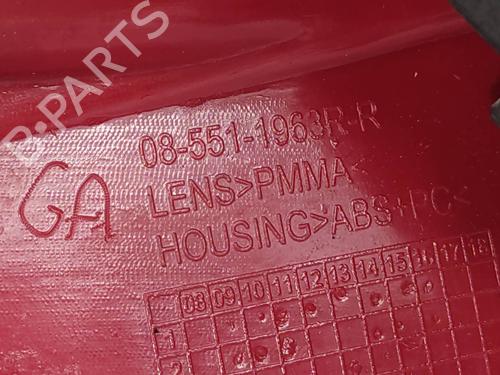 B-PARTS
08-551-1963R-R
LENS>PMMA<
HOUSING>ABS+PC<
GA
08 09 10 11 12 13 14 15 16 17 18
1
2